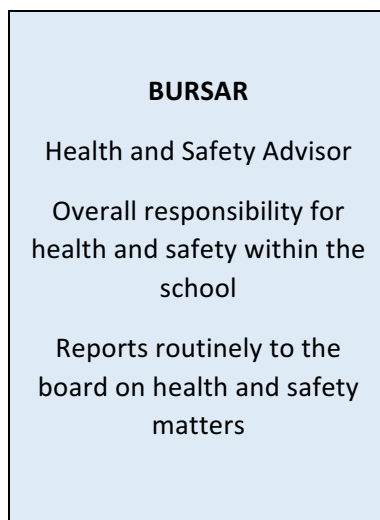 BURSAR
Health and Safety Advisor
Overall responsibility for
health and safety within the
school
Reports routinely to the
board on health and safety
matters